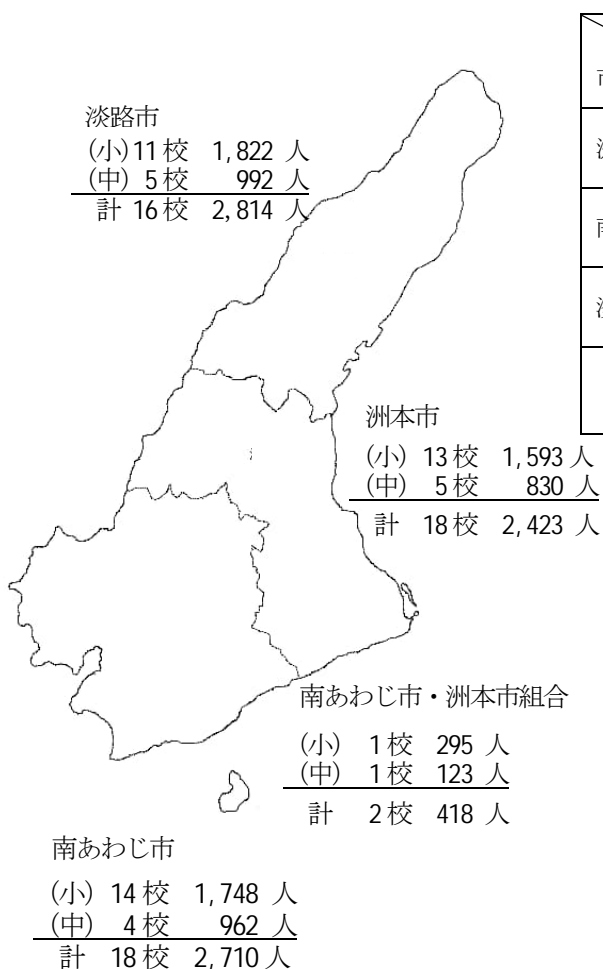 淡路市
(小) 11校 1,822 人
(中) 5校 992 人
計 16校 2,814 人
洲本市
(小) 13校 1,593 人
(中) 5校 830 人
計 18校 2,423 人
南あわじ市・洲本市組合
(小) 1校 295 人
(中) 1校 123 人
計 2校 418 人
南あわじ市
(小) 14校 1,748 人
(中) 4校 962 人
計 18校 2,710 人